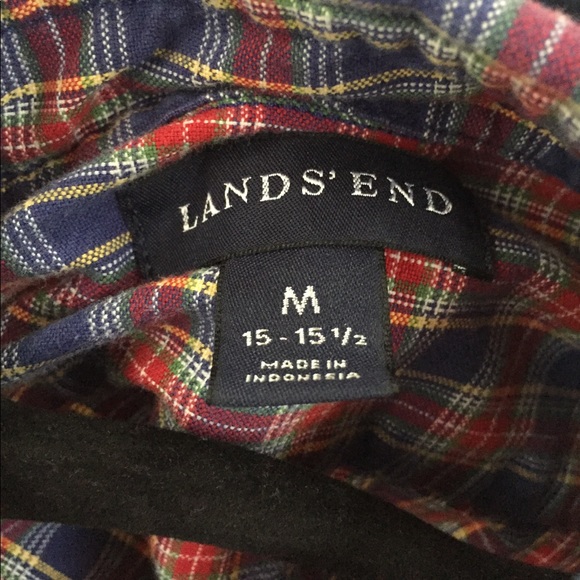 LANDS' END
M
15 - 15 1/2
MADE IN
INDONESIA